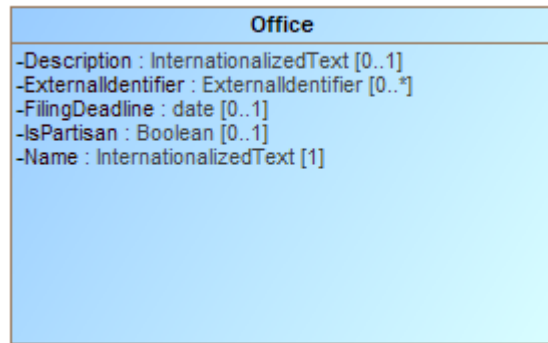 Office
-Description : InternationalizedText [0..1]
-ExternalIdentifier : ExternalIdentifier [0..*]
-FilingDeadline : date [0..1]
-IsPartisan : Boolean [0..1]
-Name : InternationalizedText [1]